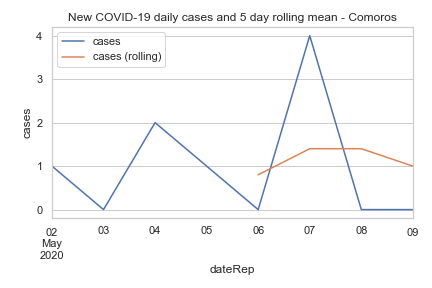 New COVID-19 daily cases and 5 day rolling mean - Comoros
cases
cases (rolling)
4
3
2
1
0
cases
02 03 04 05 06 07 08 09
May
2020
dateRep